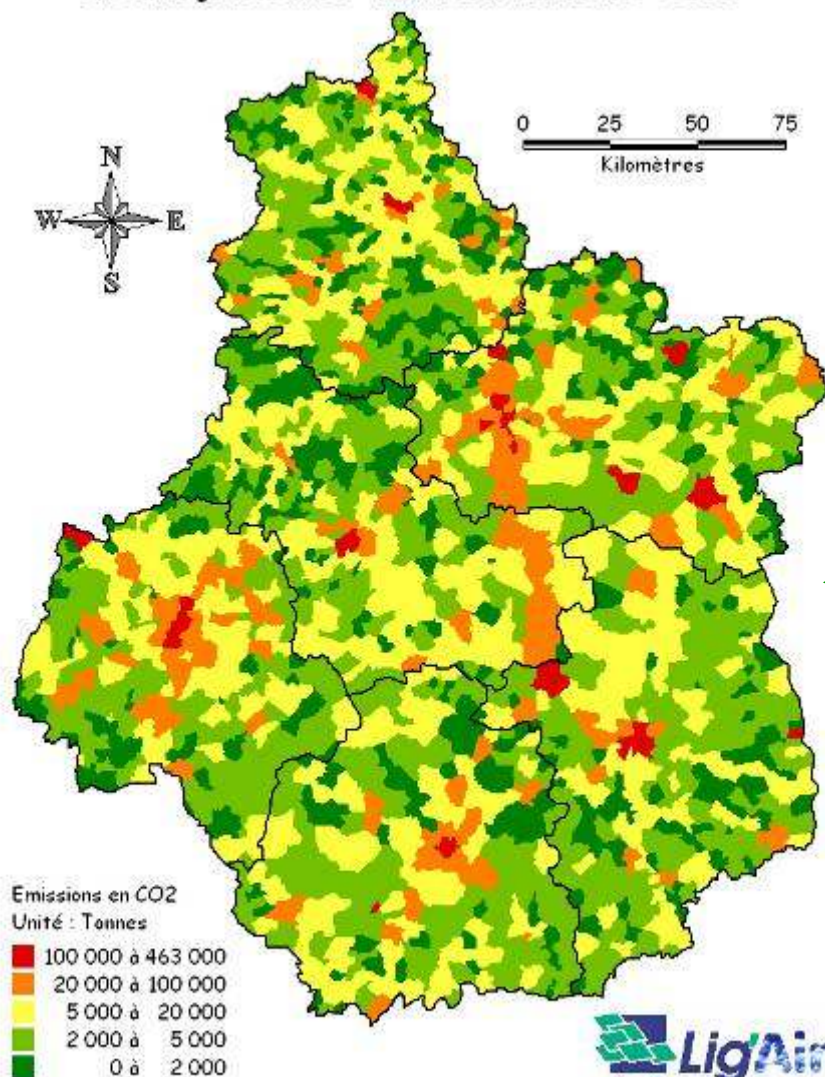 0 25 50 75
Kilomètres
N
W E
S
Emissions en CO2
Unité : Tonnes
100 000 à 463 000
20 000 à 100 000
5 000 à 20 000
2 000 à 5 000
0 à 2 000
Lig'Air